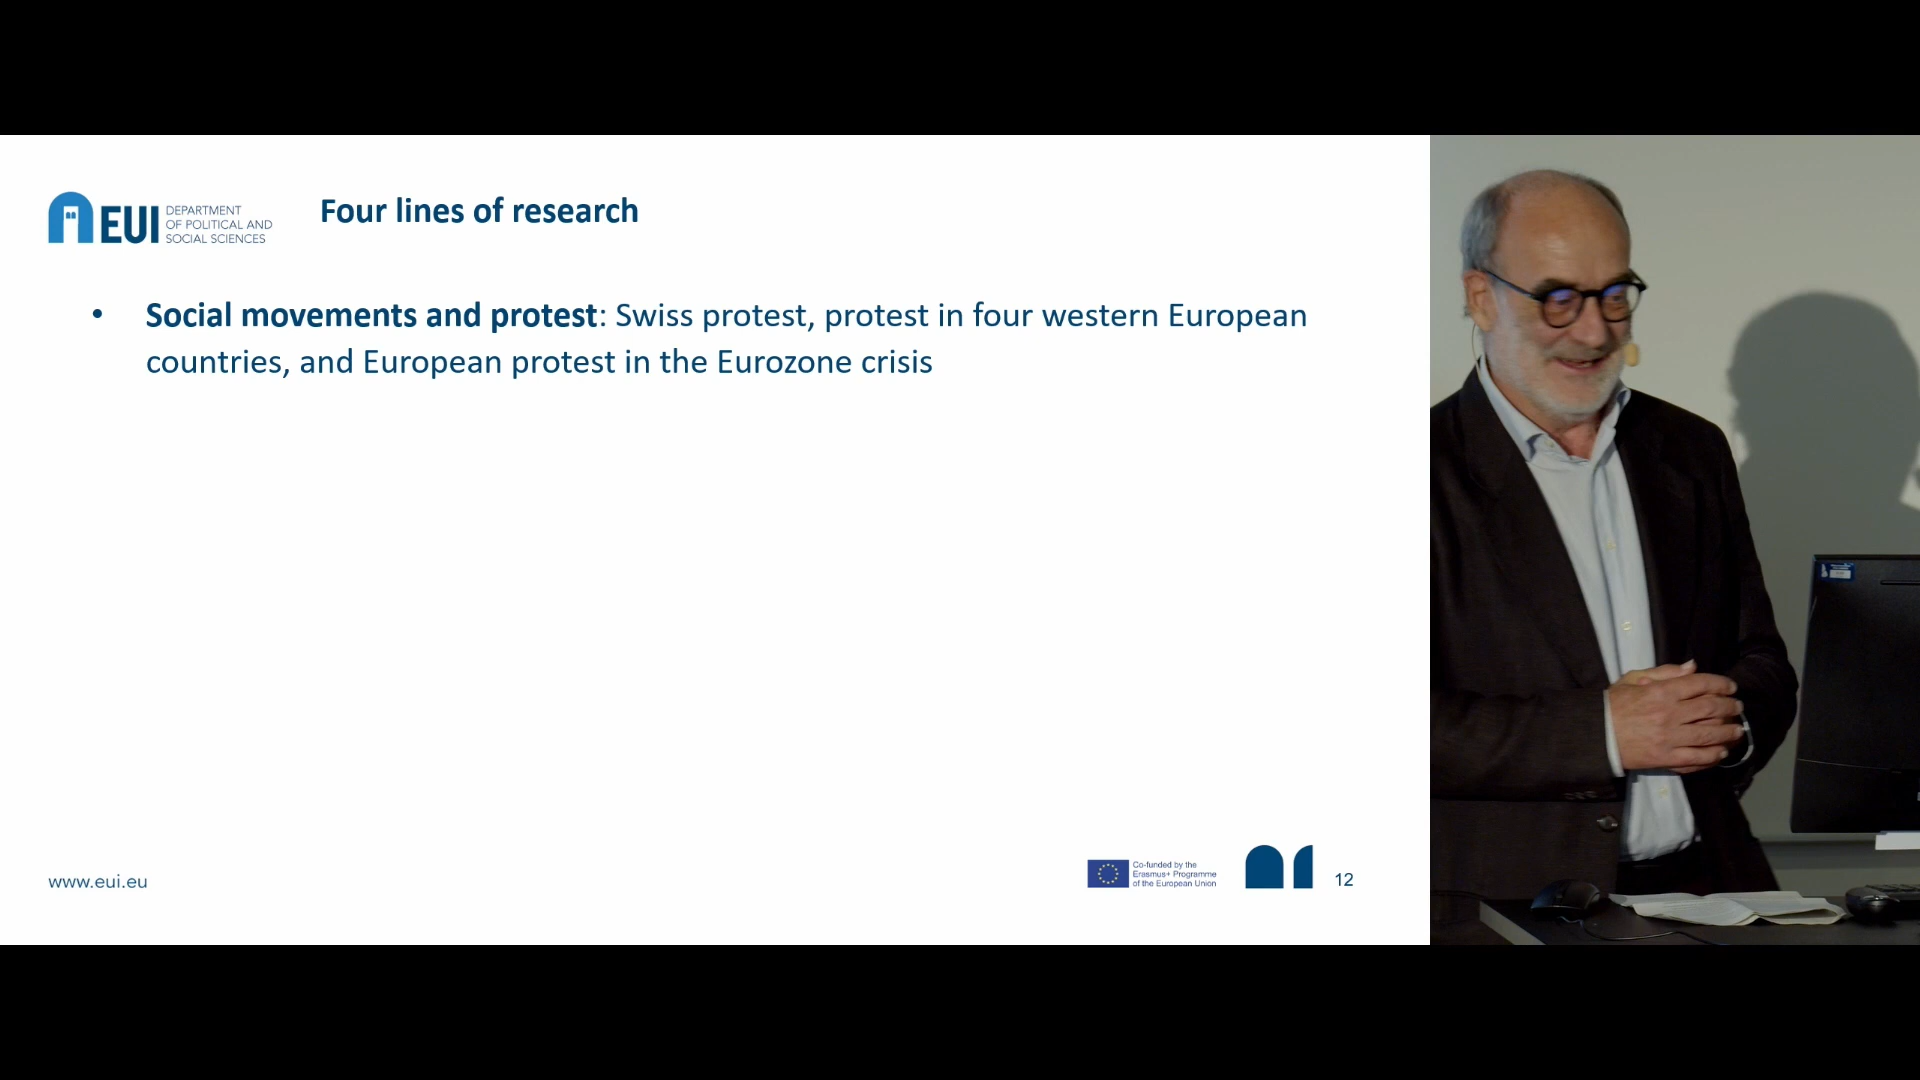 EUI
DEPARTMENT
OF POLITICAL AND
SOCIAL SCIENCES
Four lines of research
• Social movements and protest: Swiss protest, protest in four western European
countries, and European protest in the Eurozone crisis
www.eui.eu
Co-funded by the
Erasmus+ Programme
of the European Union
12